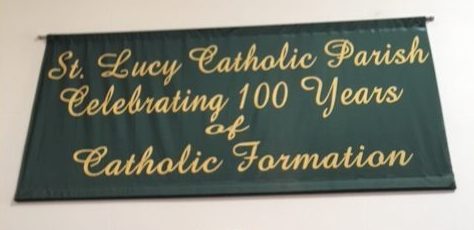 St. Lucy Catholic Parish
Celebrating 100 Years
of
Catholic Formation